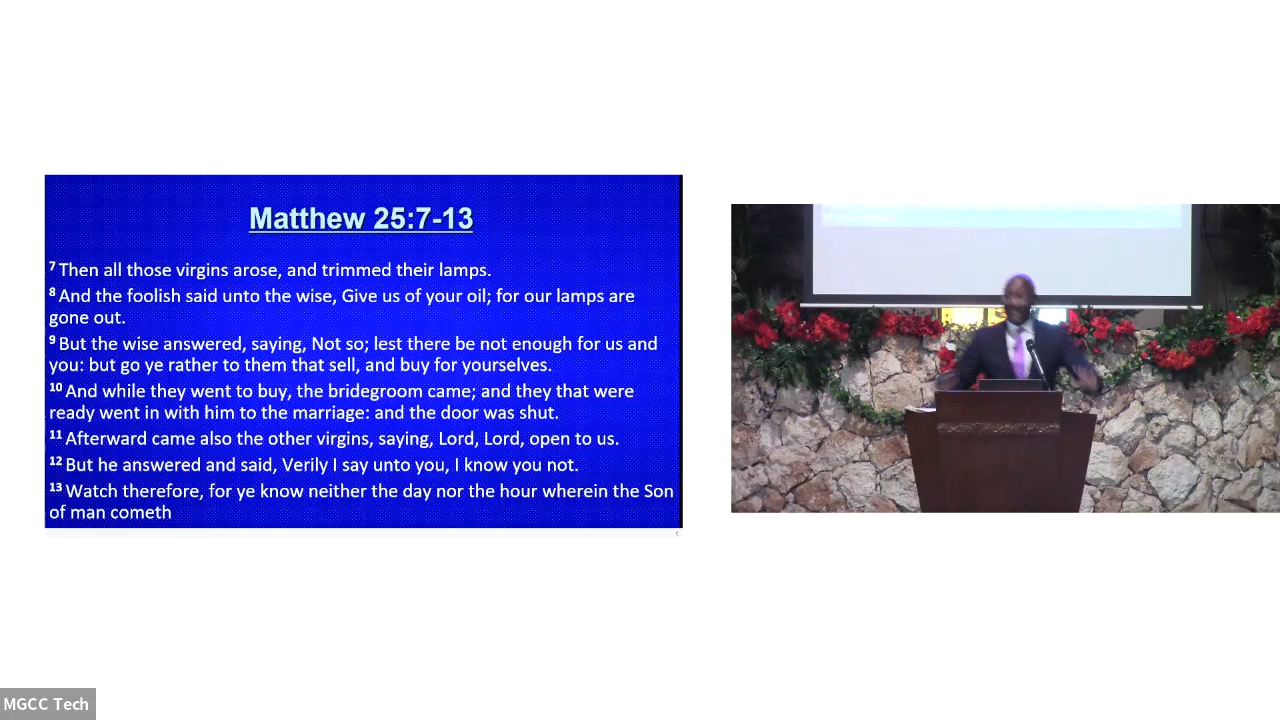 Matthew 25:7-13
7 Then all those virgins arose, and trimmed their lamps.
8 And the foolish said unto the wise, Give us of your oil; for our lamps are
gone out.
9 But the wise answered, saying, Not so; lest there be not enough for us and
you: but go ye rather to them that sell, and buy for yourselves.
10 And while they went to buy, the bridegroom came; and they that were
ready went in with him to the marriage: and the door was shut.
11 Afterward came also the other virgins, saying, Lord, Lord, open to us.
12 But he answered and said, Verily I say unto you, I know you not.
13 Watch therefore, for ye know neither the day nor the hour wherein the Son
of man cometh
MGCC Tech